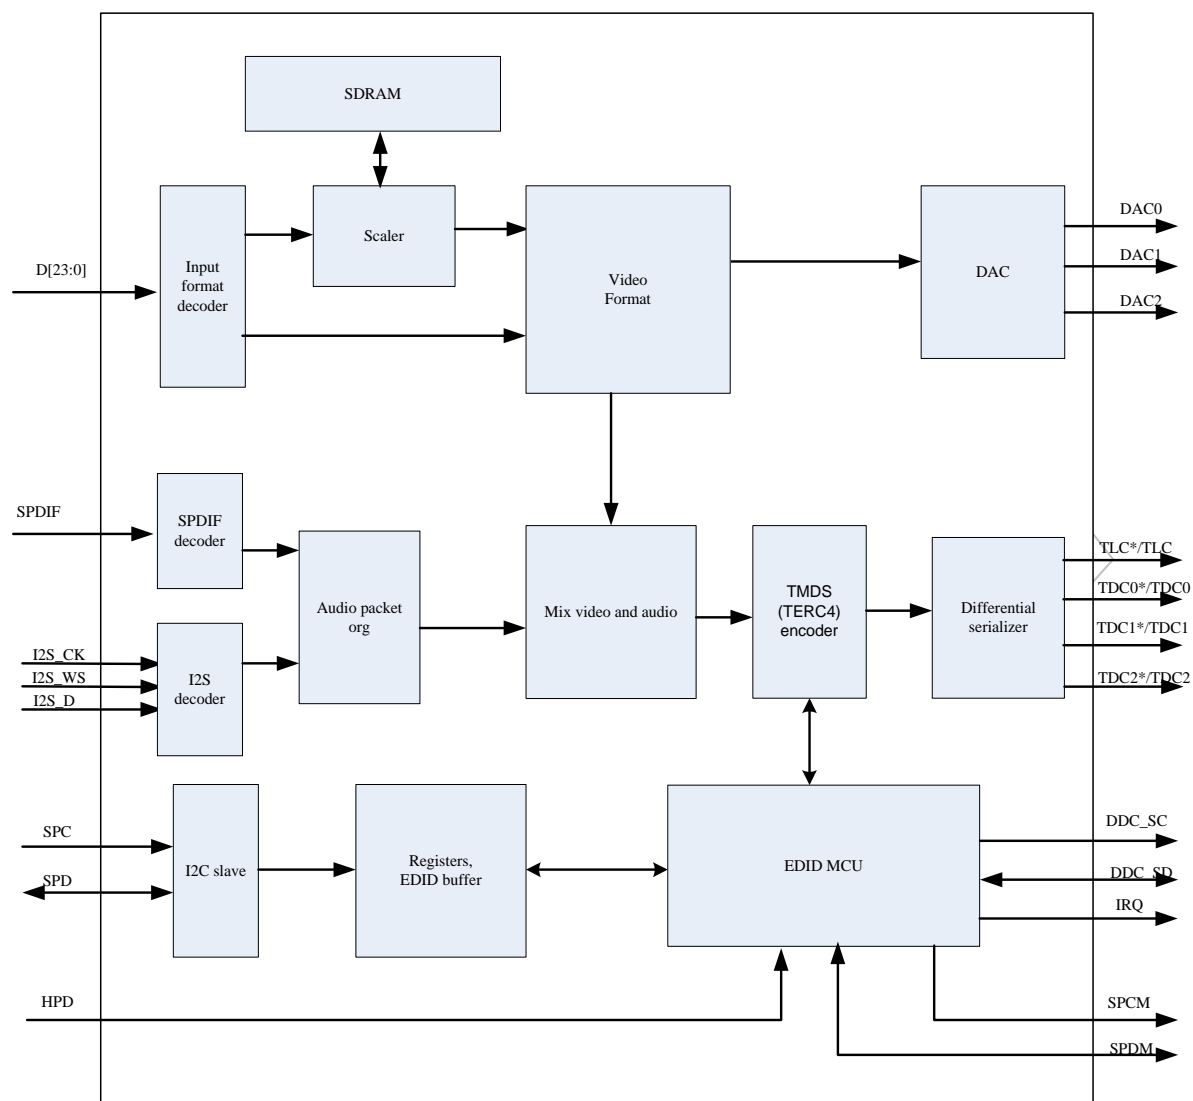 SDRAM
DAC0
Scaler
D[23:0]
Input
format
decoder
Video
Format
DAC
DAC1
DAC2
SPDIF
SPDIF
decoder
Audio packet
org
Mix video and audio
TMDS
(TERC4)
encoder
Differential
serializer
TLC*/TLC
TDC0*/TDC0
TDC1*/TDC1
TDC2*/TDC2
I2S_CK
I2S_WS
I2S_D
I2S
decoder
SPC
SPD
I2C slave
Registers,
EDID buffer
EDID MCU
DDC_SC
DDC_SD
IRQ
HPD
SPCM
SPDM